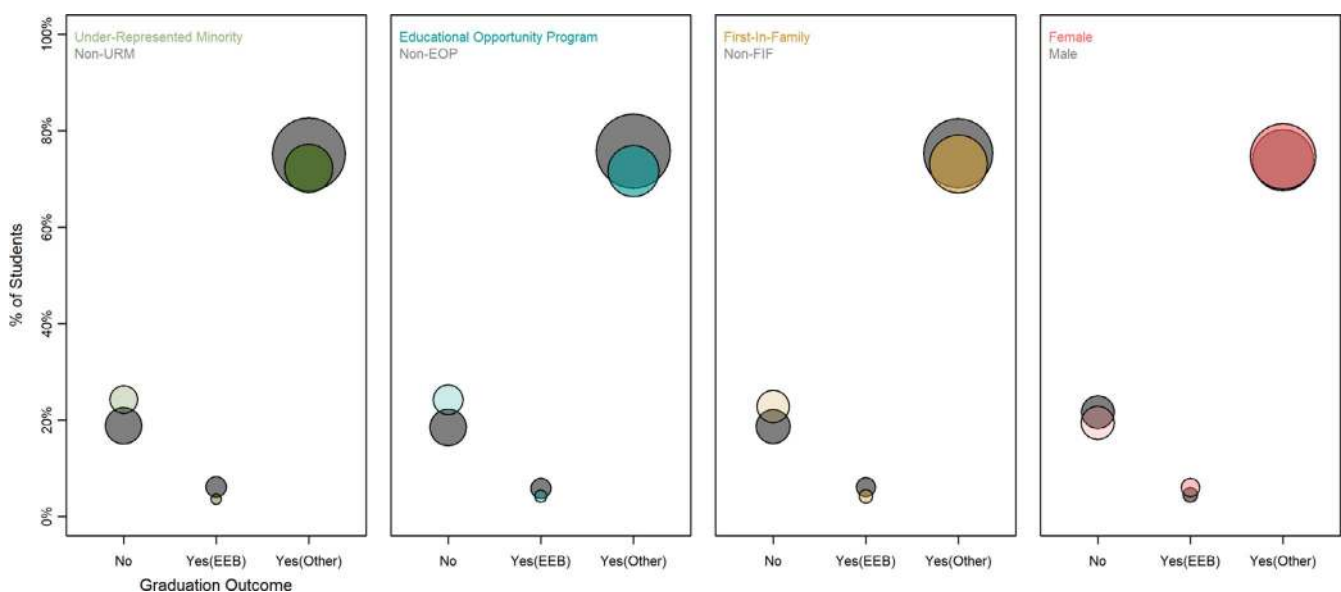 Under-Represented Minority
Non-URM
Educational Opportunity Program
Non-EOP
First-In-Family
Non-FIF
Female
Male
% of Students
100%
80%
60%
40%
20%
0%
No
Yes(EEB)
Yes(Other)
No
Yes(EEB)
Yes(Other)
No
Yes(EEB)
Yes(Other)
No
Yes(EEB)
Yes(Other)
Graduation Outcome